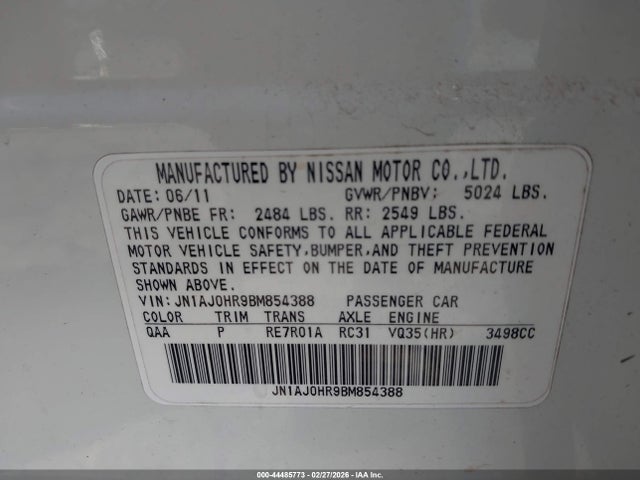 MANUFACTURED BY NISSAN MOTOR CO.,LTD.
DATE: 06/11 GVWR/PNBV: 5024 LBS.
GAWR/PNBE FR: 2484 LBS. RR: 2549 LBS.
THIS VEHICLE CONFORMS TO ALL APPLICABLE FEDERAL
MOTOR VEHICLE SAFETY,BUMPER,AND THEFT PREVENTION
STANDARDS IN EFFECT ON THE DATE OF MANUFACTURE
SHOWN ABOVE.
VIN:JN1AJ0HR9BM854388 PASSENGER CAR
COLOR TRIM TRANS AXLE ENGINE
QAA P RE7R01A RC31 VQ35(HR) 3498CC
JN1AJ0HR9BM854388
000-44485773 - 02/27/2026 - IAA Inc.